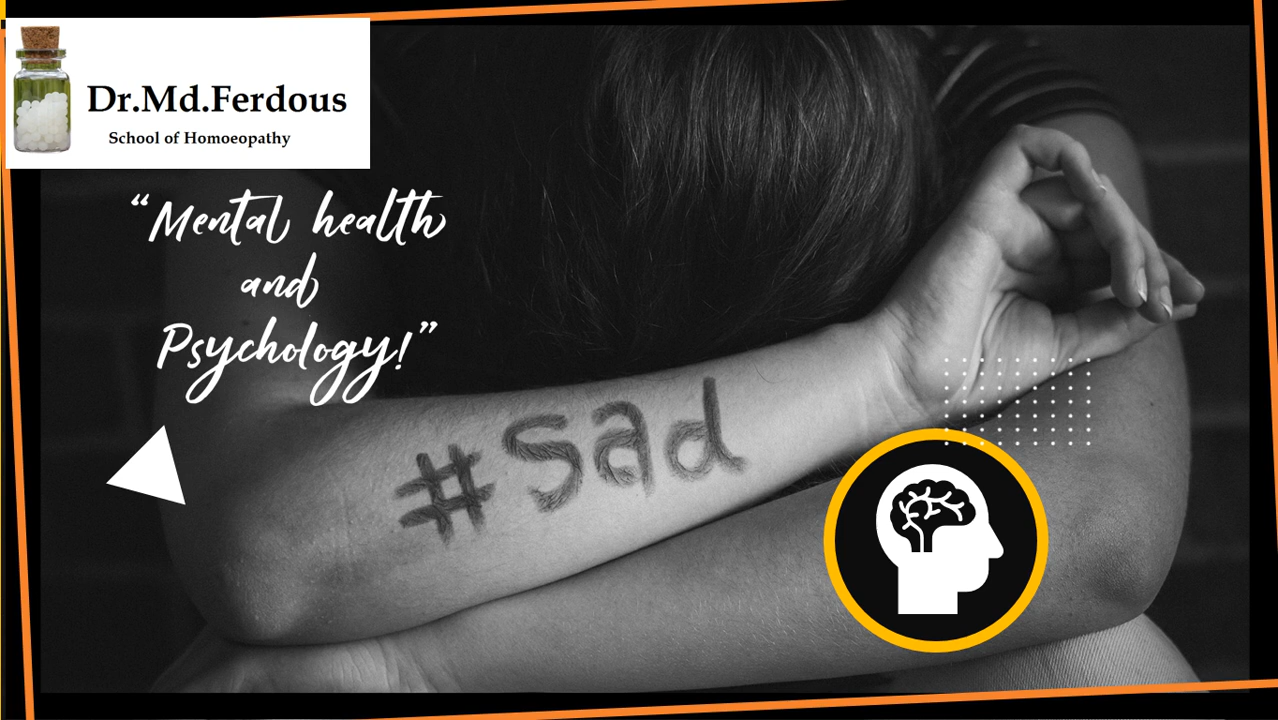 Dr.Md.Ferdous
School of Homoeopathy
“Mental health
and
Psychology!”
#sad